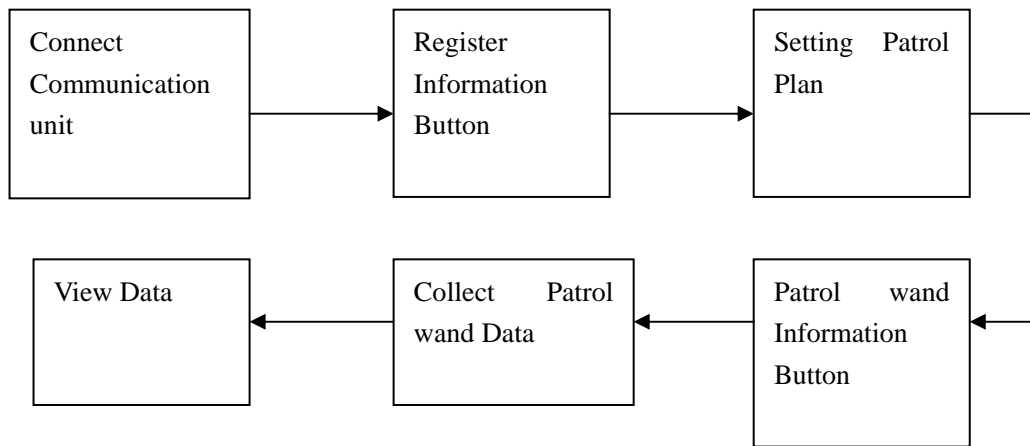 Connect
Communication
unit
Register
Information
Button
Setting Patrol
Plan
View Data
Collect Patrol
wand Data
Patrol wand
Information
Button